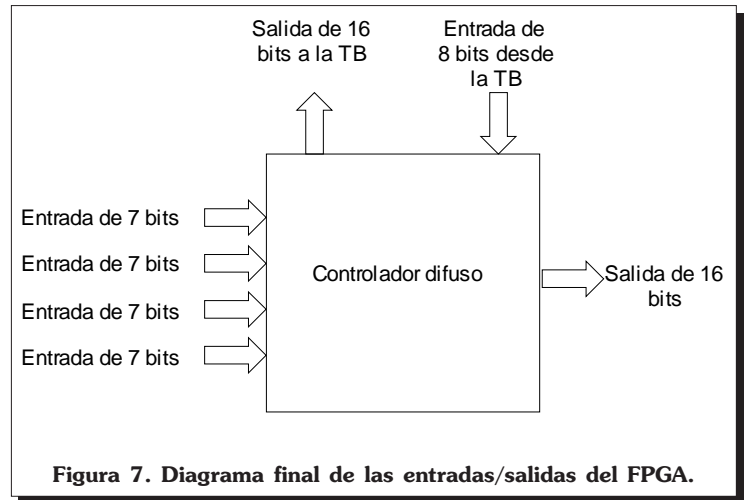 Salida de 16
bits a la TB
Entrada de
8 bits desde
la TB
Entrada de 7 bits
Entrada de 7 bits
Entrada de 7 bits
Entrada de 7 bits
Controlador difuso
Salida de 16
bits
Figura 7. Diagrama final de las entradas/salidas del FPGA.